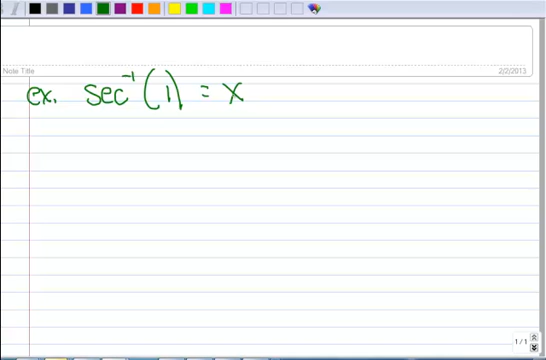 Note Title
2/2/2013
ex. sec⁻¹(1) = x
1 / 1